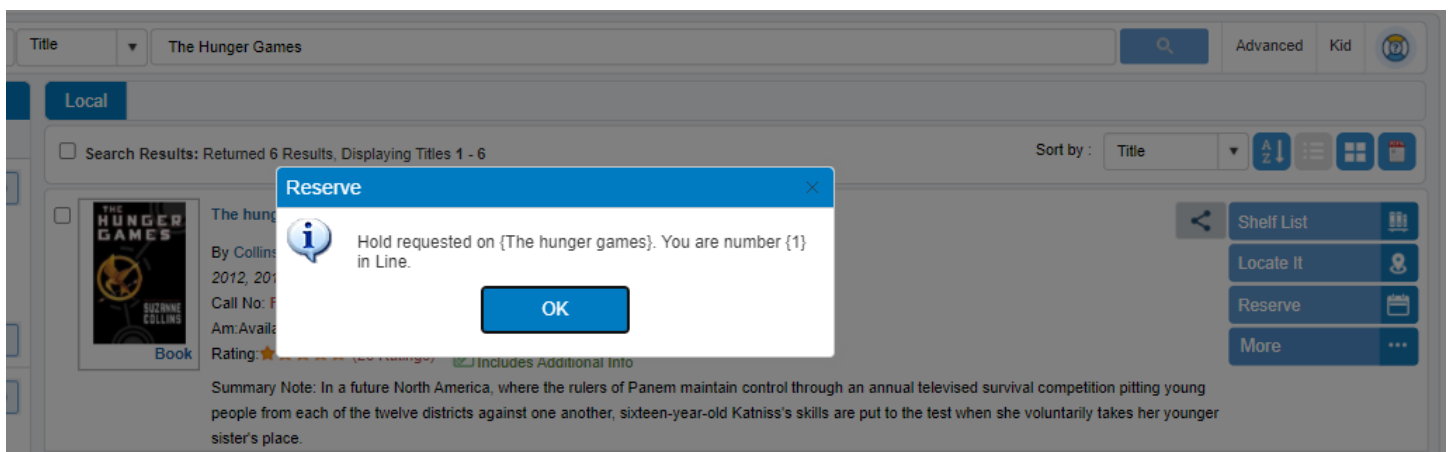 Title
The Hunger Games
Advanced
Kid
Local
Search Results: Returned 6 Results, Displaying Titles 1 - 6
Sort by :
Title
A
Z
Reserve
Hold requested on {The hunger games}. You are number {1}
in Line.
OK
THE
HUNGER
GAMES
SUZANNE
COLLINS
Book
The hung
By Collins
2012, 201
Call No: F
Am:Availa
Rating:
Includes Additional Info
Summary Note: In a future North America, where the rulers of Panem maintain control through an annual televised survival competition pitting young
people from each of the twelve districts against one another, sixteen-year-old Katniss's skills are put to the test when she voluntarily takes her younger
sister's place.
Shelf List
Locate It
Reserve
More